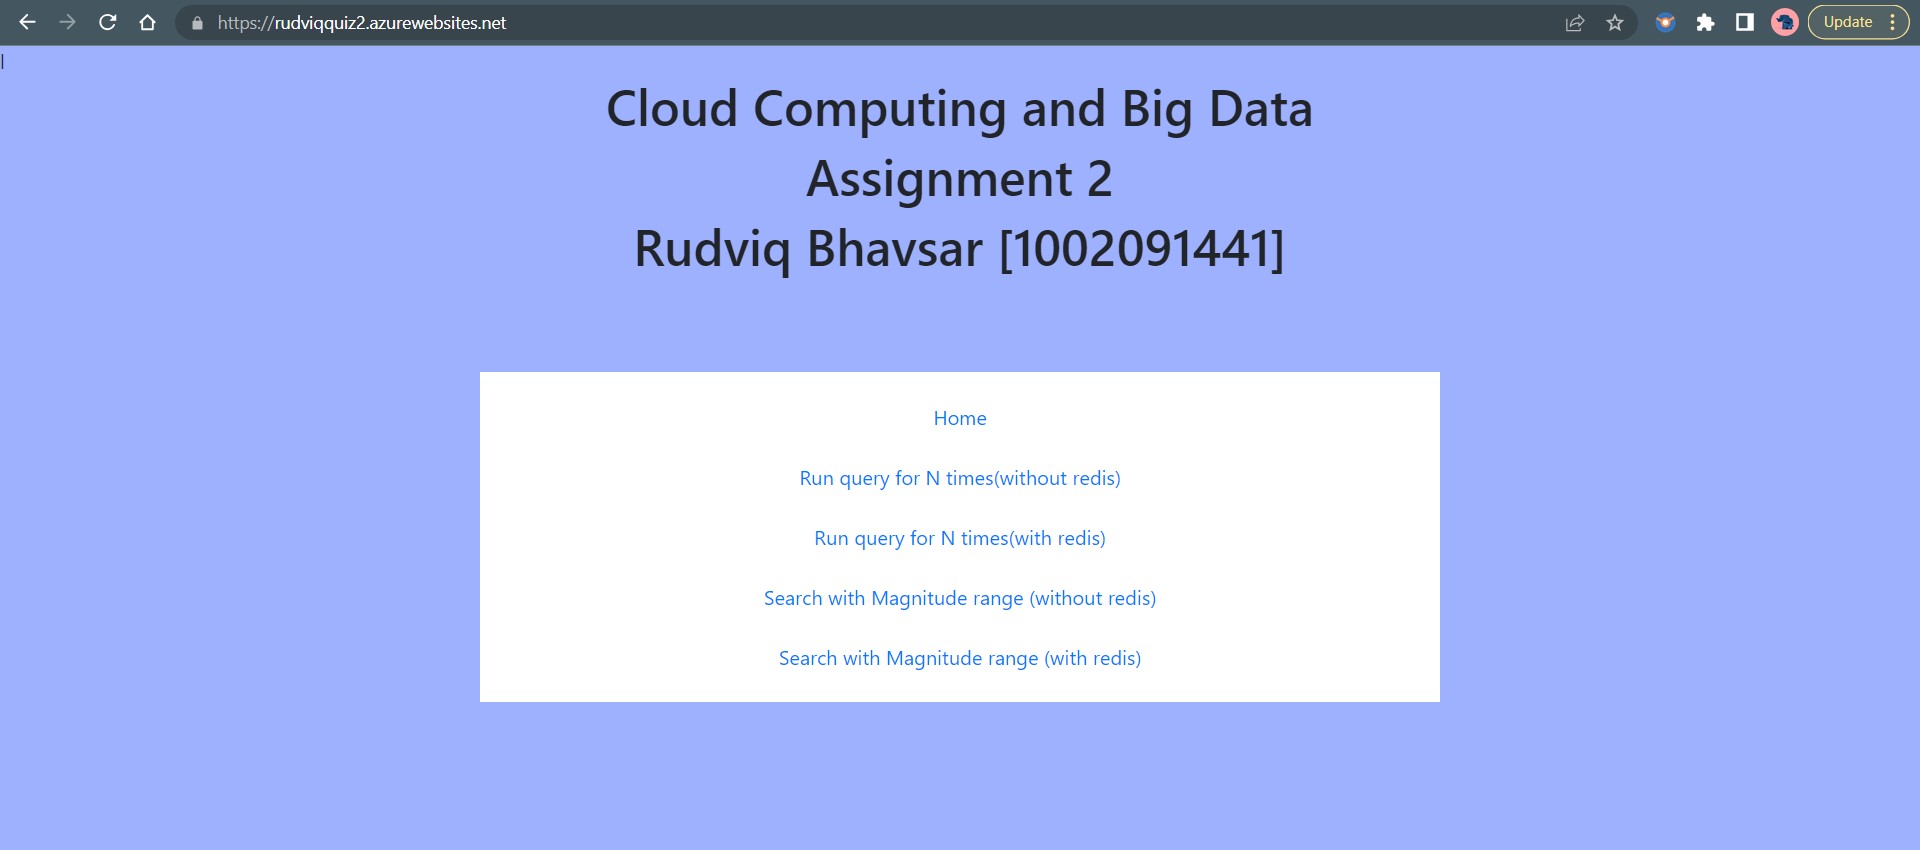 https://rudviqquiz2.azurewebsites.net
Update
Cloud Computing and Big Data
Assignment 2
Rudviq Bhavsar [1002091441]
Home
Run query for N times(without redis)
Run query for N times(with redis)
Search with Magnitude range (without redis)
Search with Magnitude range (with redis)